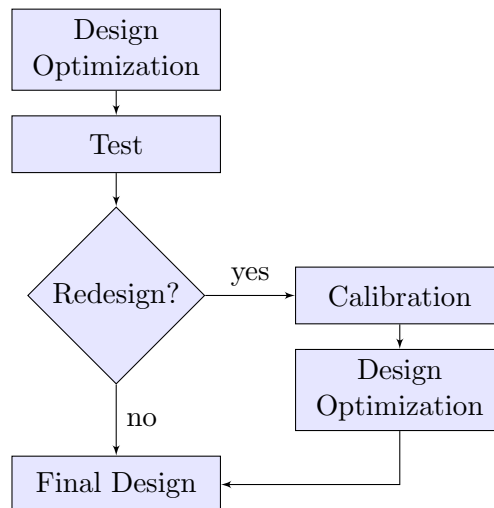 Design
Optimization
Test
Redesign?
yes
Calibration
Design
Optimization
no
Final Design